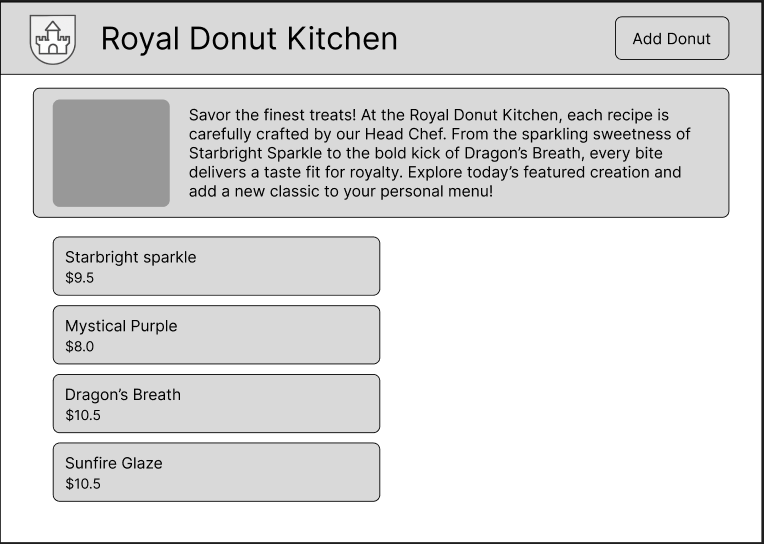 Royal Donut Kitchen
Add Donut
Savor the finest treats! At the Royal Donut Kitchen, each recipe is
carefully crafted by our Head Chef. From the sparkling sweetness of
Starbright Sparkle to the bold kick of Dragon’s Breath, every bite
delivers a taste fit for royalty. Explore today’s featured creation and
add a new classic to your personal menu!
Starbright sparkle
$9.5
Mystical Purple
$8.0
Dragon’s Breath
$10.5
Sunfire Glaze
$10.5